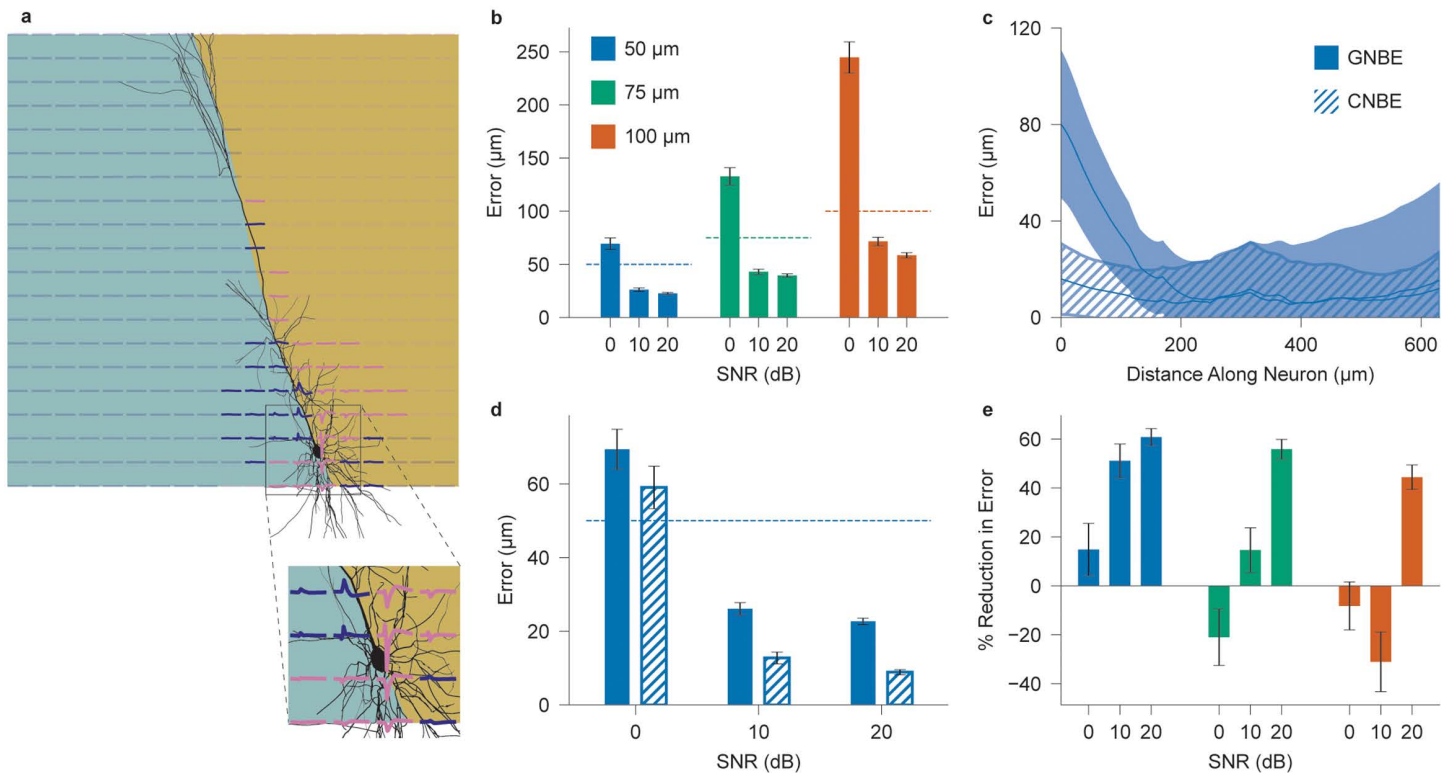 a
b
Error (µm)
250
200
150
100
50
0
50 µm
75 µm
100 µm
0 10 20 0 10 20 0 10 20
SNR (dB)
c
Error (µm)
120
80
40
0
GNBE
CNBE
0 200 400 600
Distance Along Neuron (µm)
d
Error (µm)
60
40
20
0
0 10 20
SNR (dB)
e
% Reduction in Error
60
40
20
0
−20
−40
0 10 20 0 10 20 0 10 20
SNR (dB)